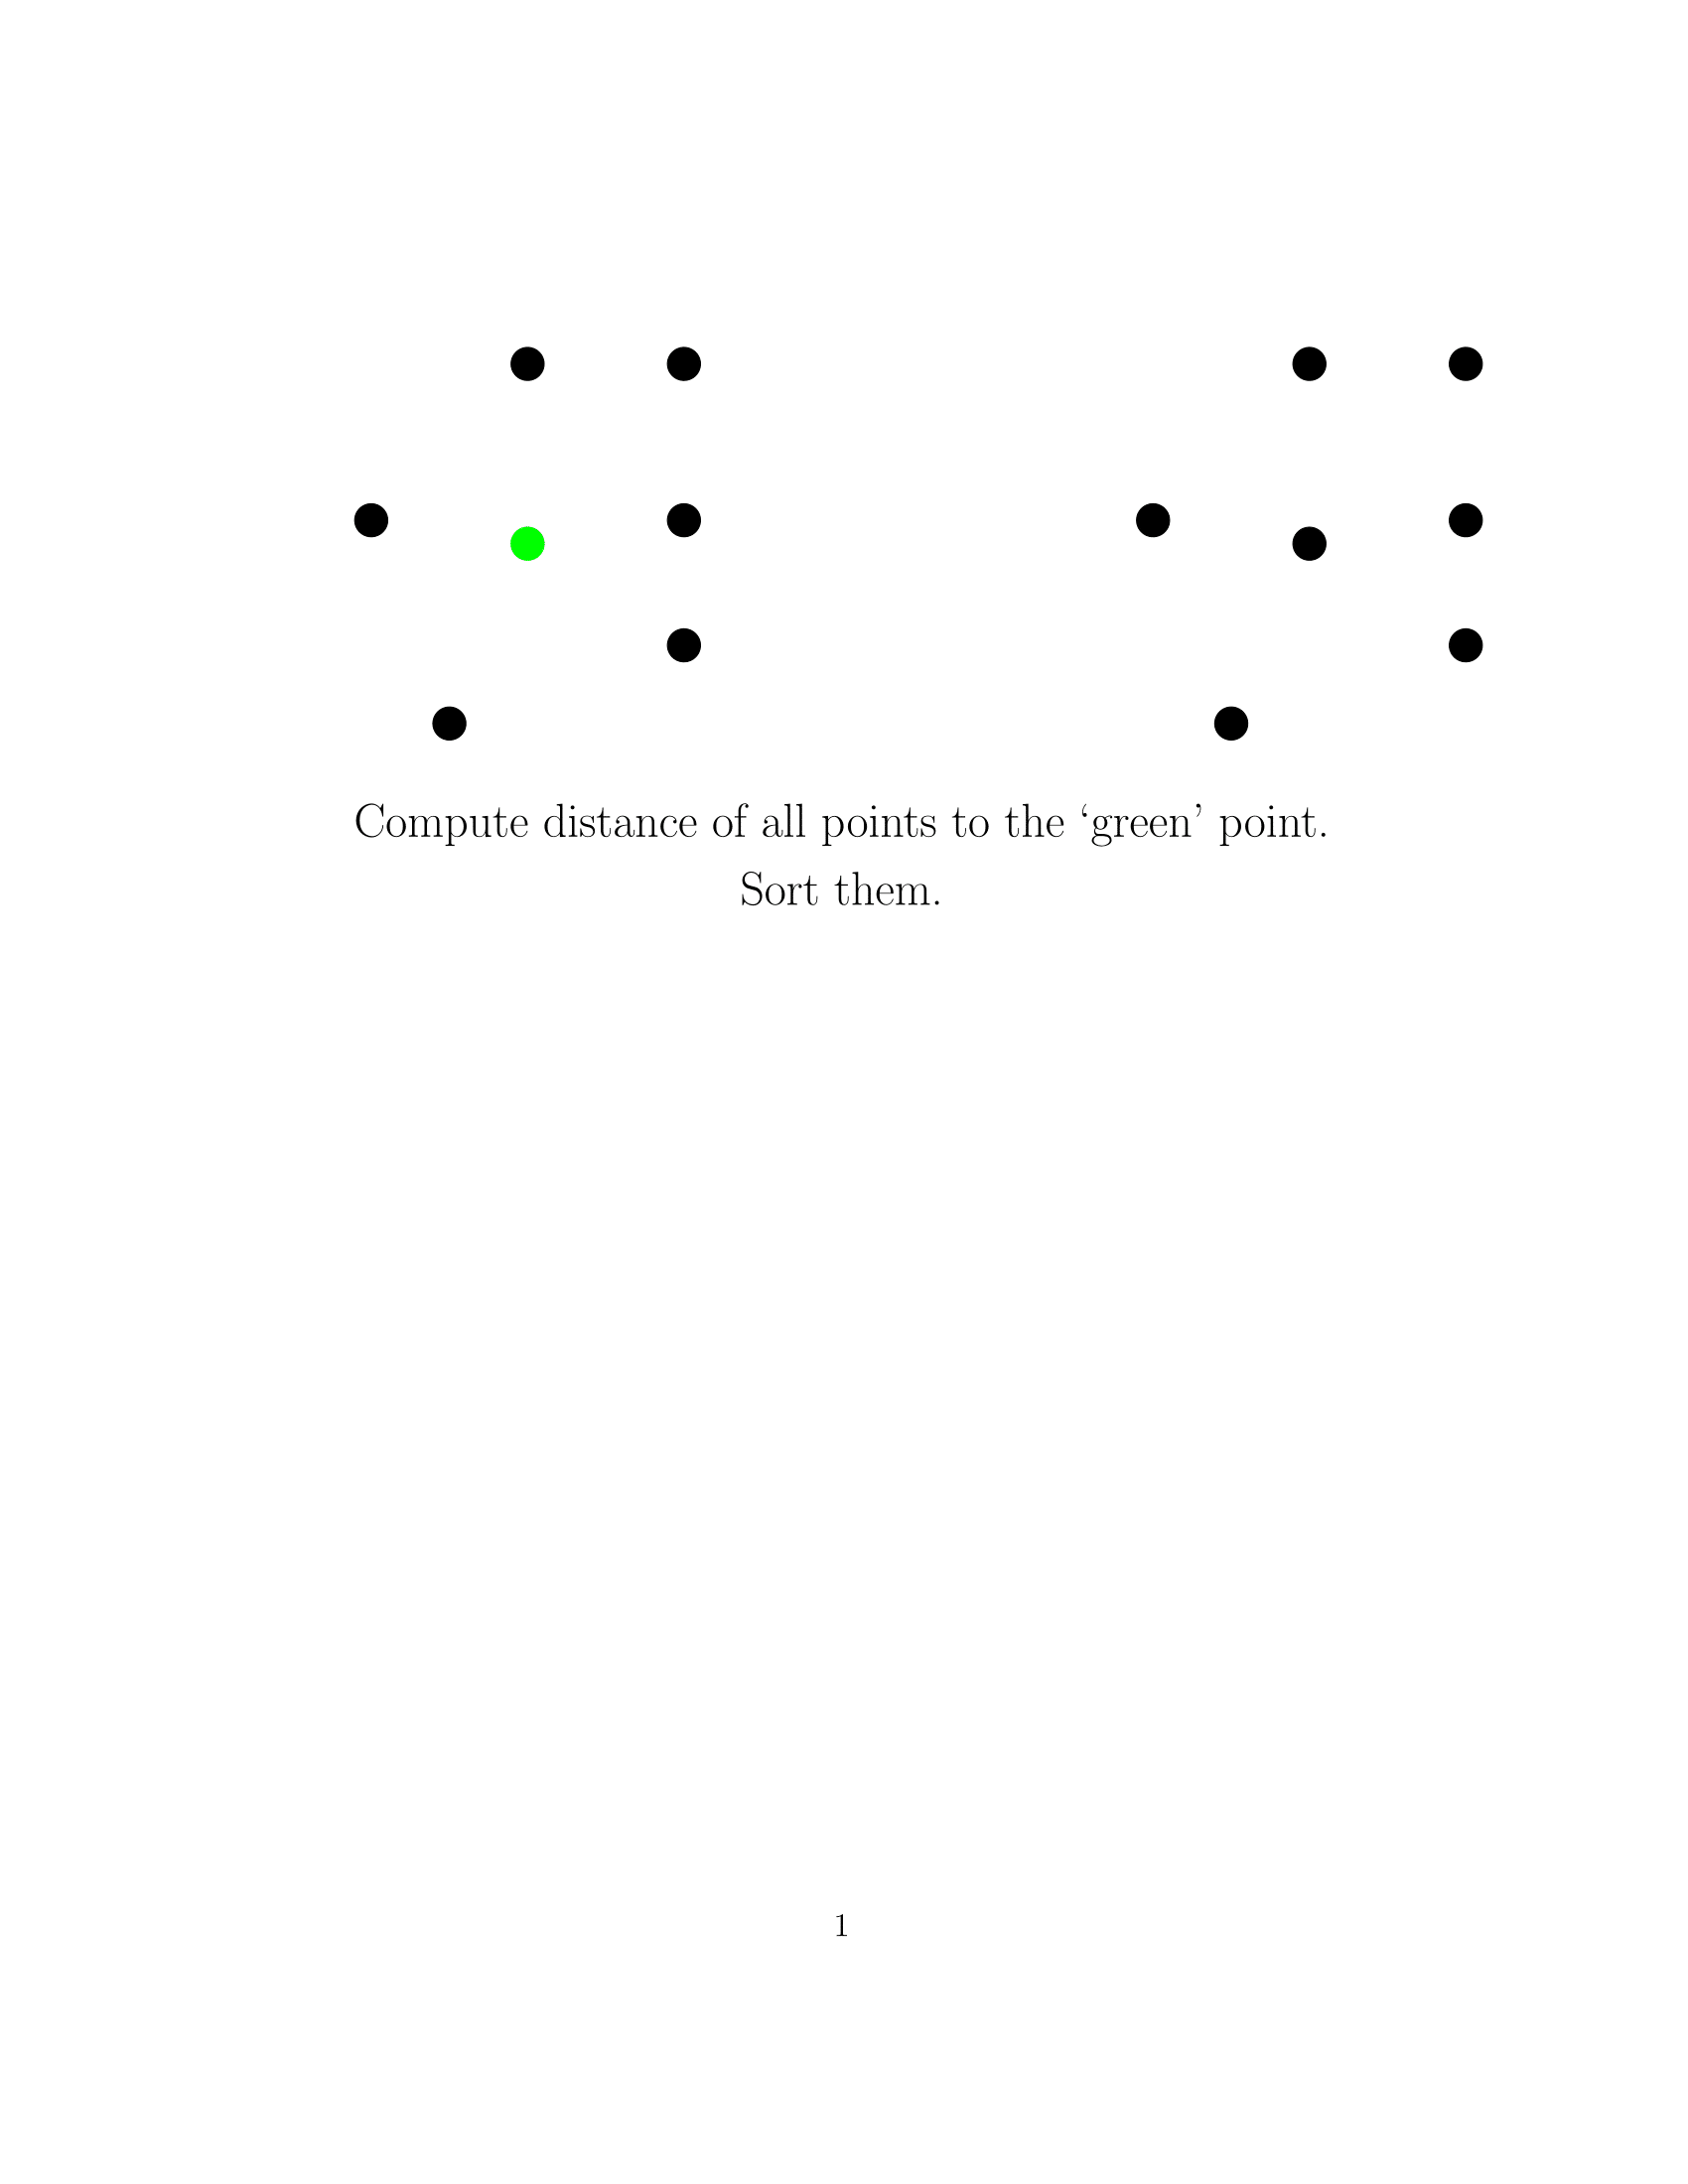 Compute distance of all points to the ‘green’ point.
Sort them.
1